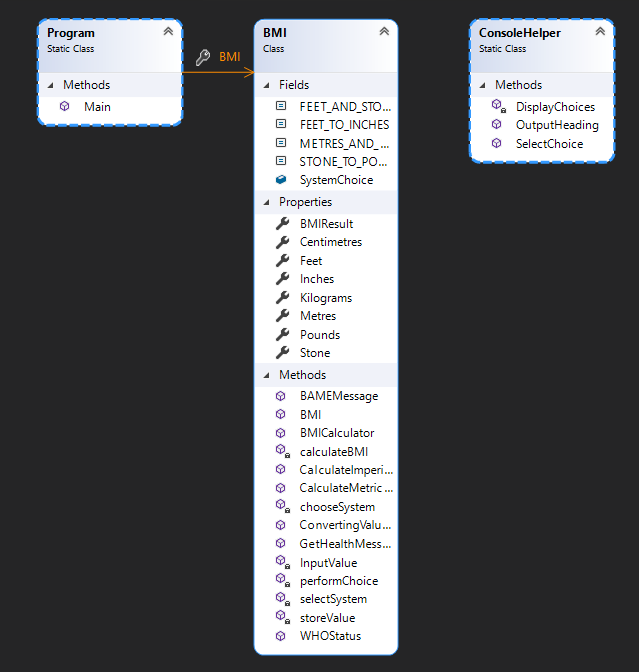 Program
Static Class
Methods
Main
BMI
BMI
Class
Fields
FEET_AND_STO...
FEET_TO_INCHES
METRES_AND_...
STONE_TO_PO...
SystemChoice
Properties
BMIResult
Centimetres
Feet
Inches
Kilograms
Metres
Pounds
Stone
Methods
BAMEMessage
BMI
BMICalculator
calculateBMI
CalculateImperi...
CalculateMetric ...
chooseSystem
ConvertingValu...
GetHealthMess...
InputValue
performChoice
selectSystem
storeValue
WHOStatus
ConsoleHelper
Static Class
Methods
DisplayChoices
OutputHeading
SelectChoice